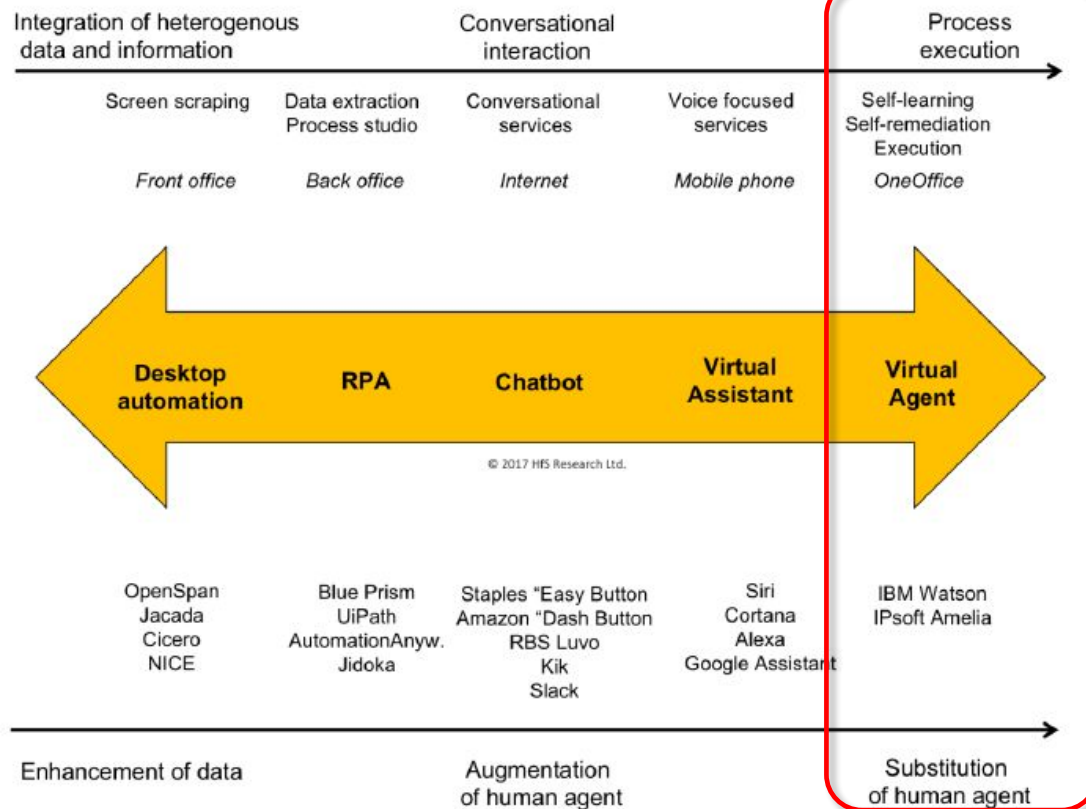 Integration of heterogenous
data and information
Conversational
interaction
Process
execution
Screen scraping
Data extraction
Process studio
Conversational
services
Voice focused
services
Self-learning
Self-remediation
Execution
Front office
Back office
Internet
Mobile phone
OneOffice
Desktop
automation
RPA
Chatbot
Virtual
Assistant
Virtual
Agent
© 2017 HfS Research Ltd.
OpenSpan
Jacada
Cicero
NICE
Blue Prism
UiPath
AutomationAnyw.
Jidoka
Staples “Easy Button
Amazon “Dash Button
RBS Luvo
Kik
Slack
Siri
Cortana
Alexa
Google Assistant
IBM Watson
IPsoft Amelia
Enhancement of data
Augmentation
of human agent
Substitution
of human agent